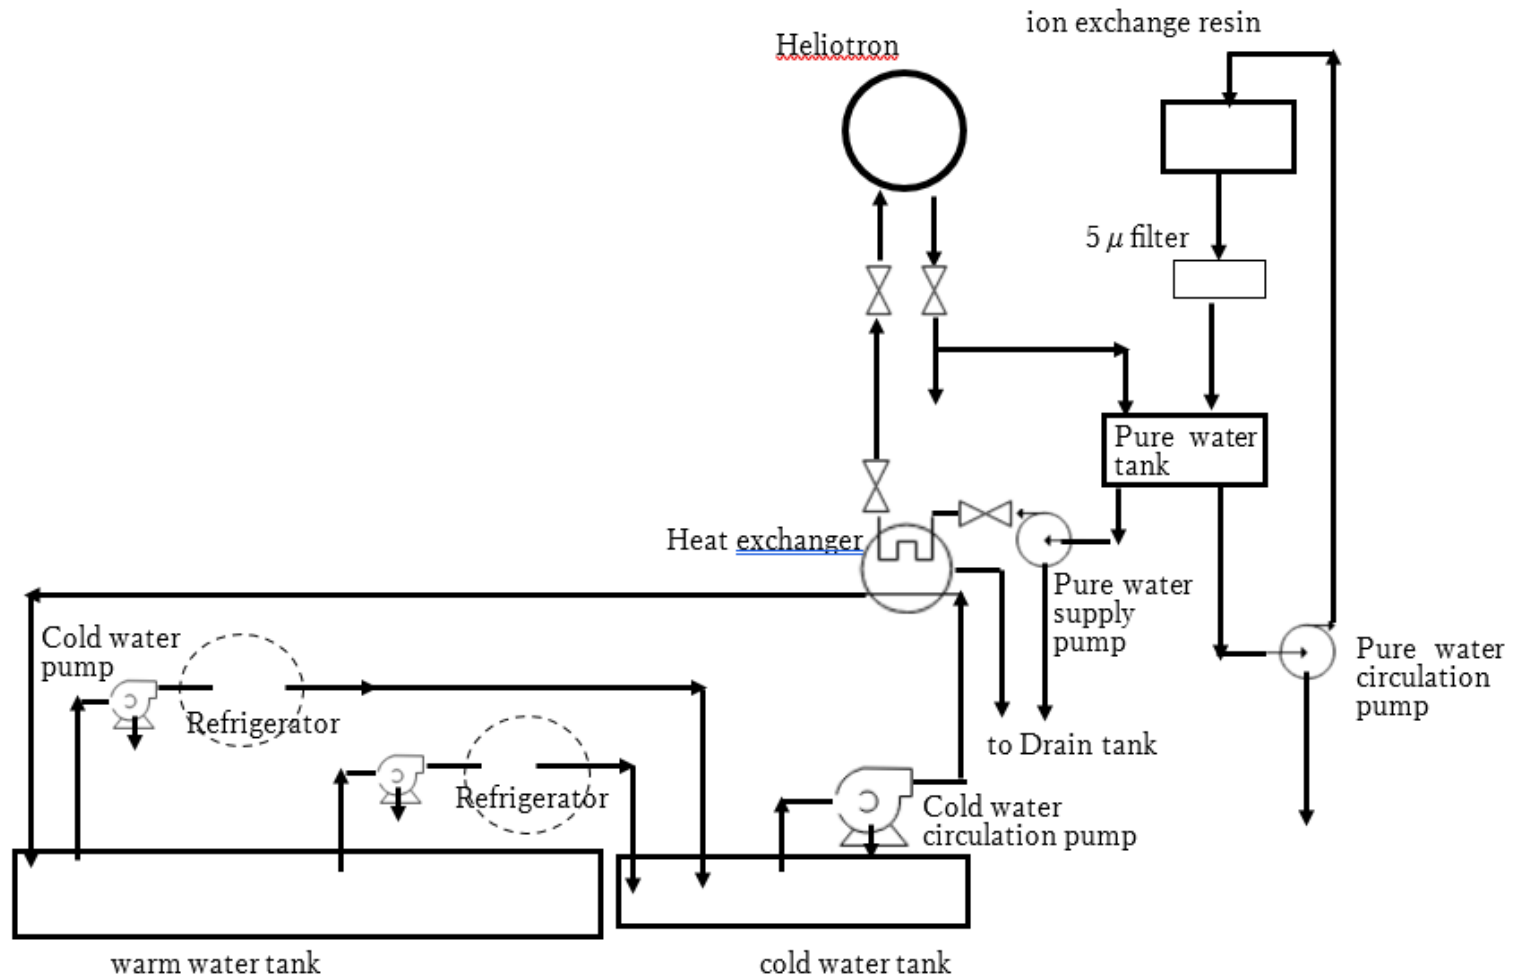 ion exchange resin
Heliotron
5 μ filter
Pure water
tank
Heat exchanger
Pure water
supply
pump
Cold water
pump
Pure water
circulation
pump
Refrigerator
to Drain tank
Refrigerator
Cold water
circulation pump
warm water tank
cold water tank